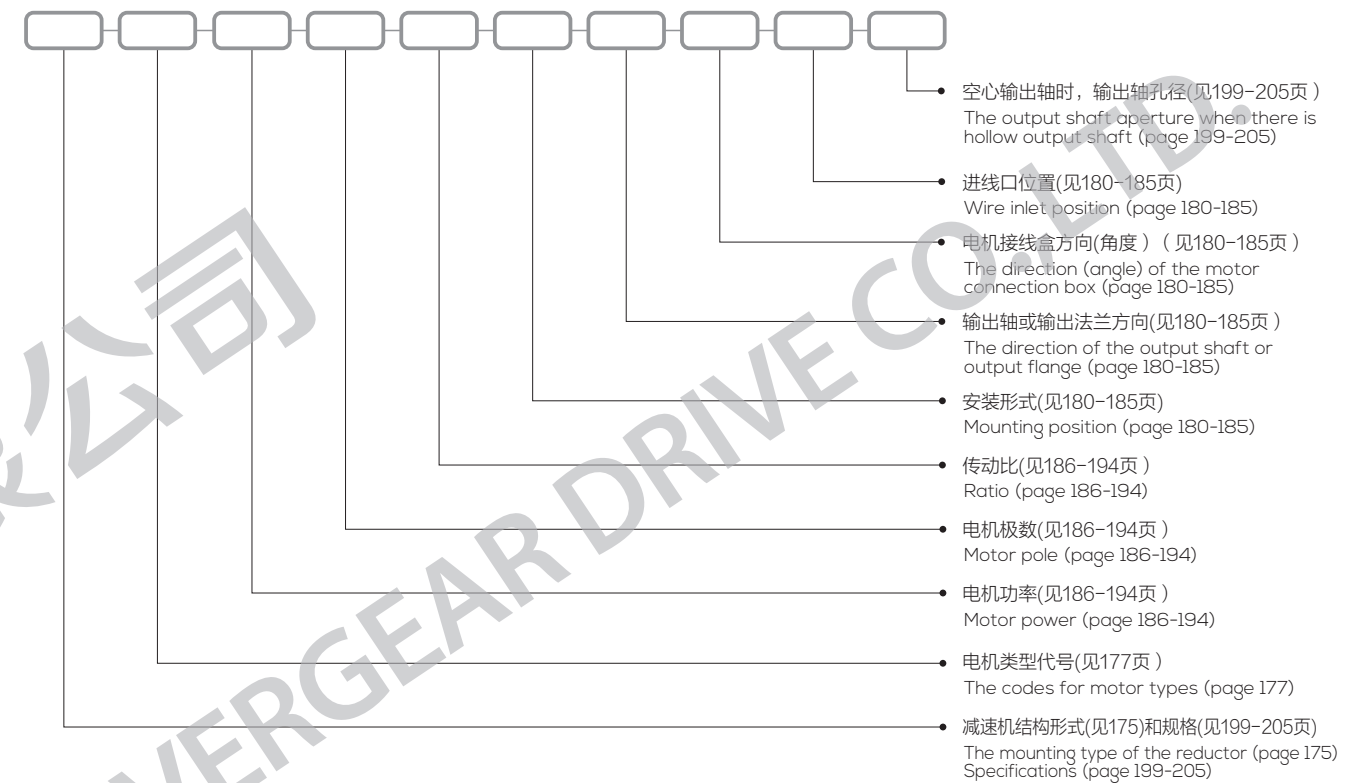 空心输出轴时，输出轴孔径(见199-205页 )
The output shaft aperture when there is
hollow output shaft (page 199-205)
进线口位置(见180-185页)
Wire inlet position (page 180-185)
电机接线盒方向(角度 ) ( 见180-185页 )
The direction (angle) of the motor
connection box (page 180-185)
输出轴或输出法兰方向(见180-185页 )
The direction of the output shaft or
output flange (page 180-185)
安装形式(见180-185页)
Mounting position (page 180-185)
传动比(见186-194页 )
Ratio (page 186-194)
电机极数(见186-194页 )
Motor pole (page 186-194)
电机功率(见186-194页 )
Motor power (page 186-194)
电机类型代号(见177页 )
The codes for motor types (page 177)
减速机结构形式(见175)和规格(见199-205页)
The mounting type of the reductor (page 175)
Specifications (page 199-205)
公司
VERGEAR DRIVE CO.,LTD.